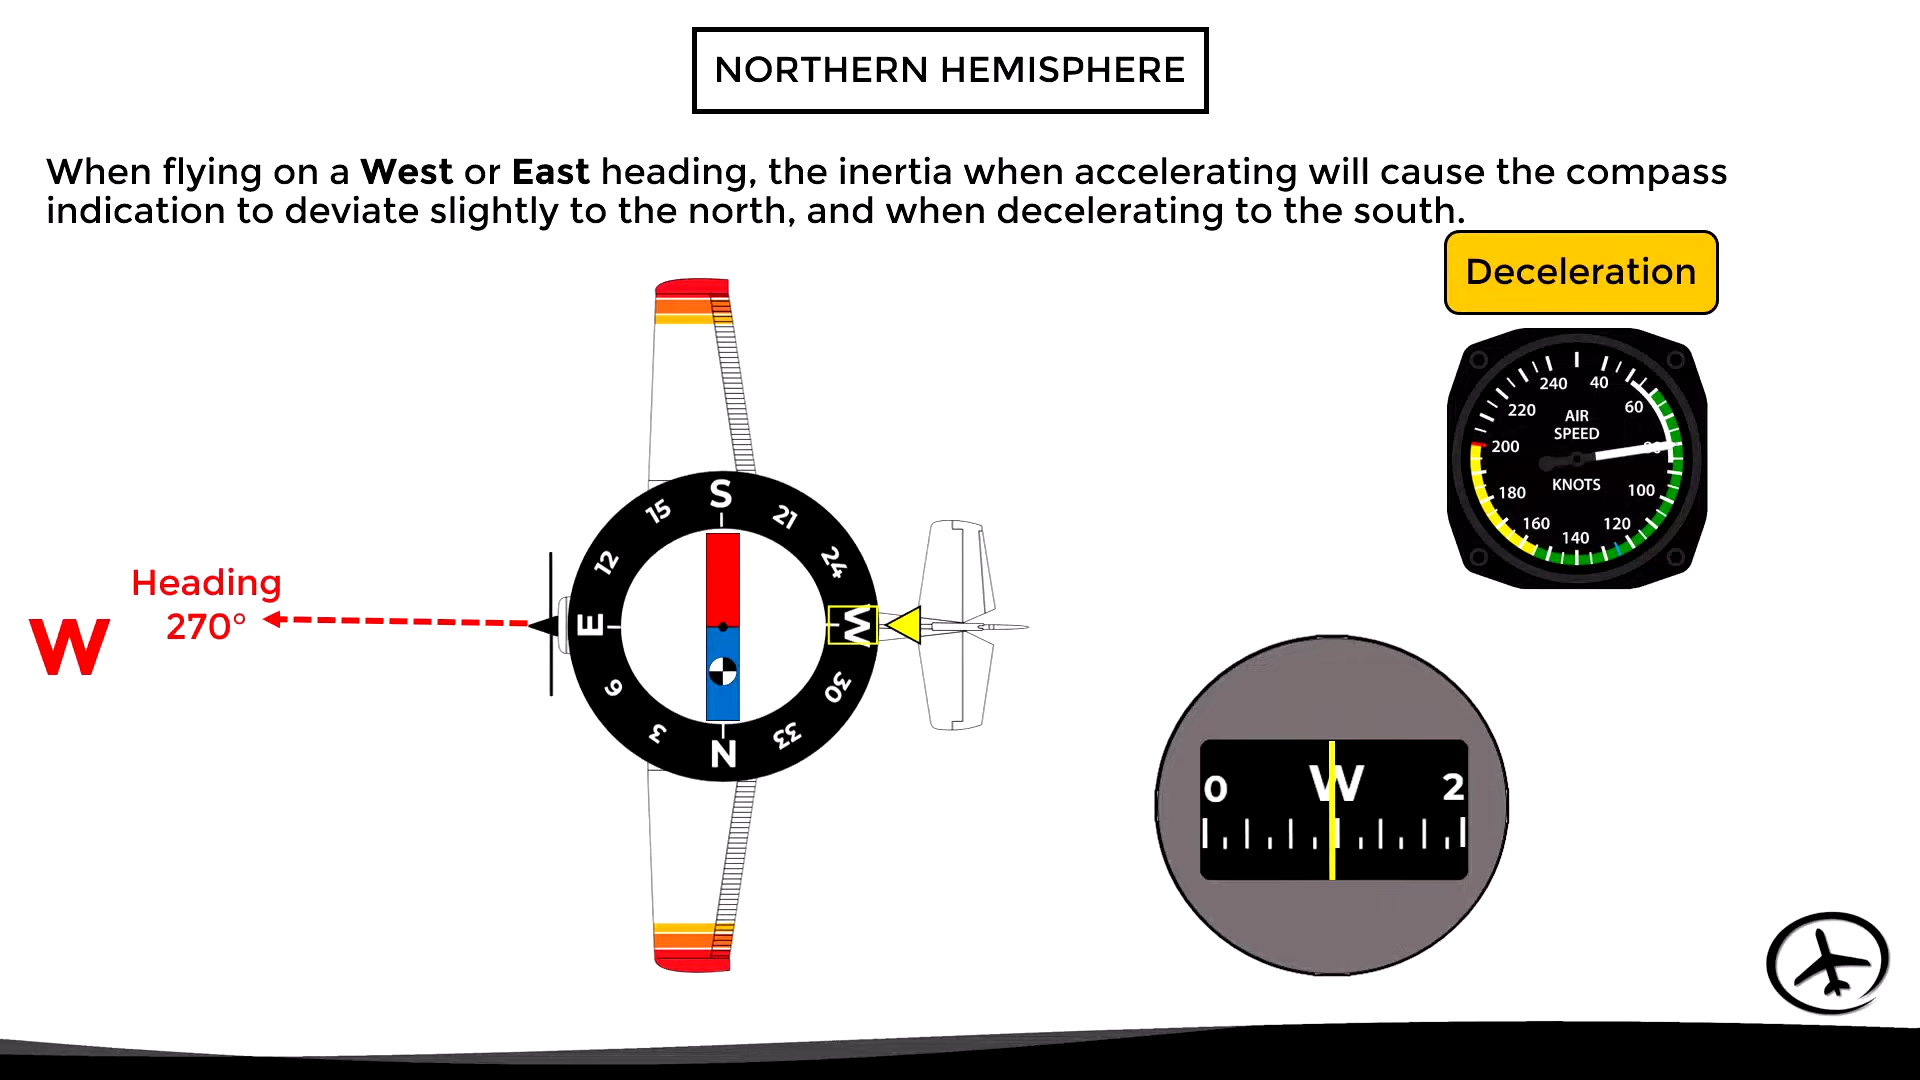 NORTHERN HEMISPHERE
When flying on a West or East heading, the inertia when accelerating will cause the compass
indication to deviate slightly to the north, and when decelerating to the south.
Deceleration
240 40
220 60
AIR
SPEED
200
KNOTS
180 100
160 120
140
S
15 21
12 24
Heading
270°
W
E W
6 30
3 33
N
0 W 2